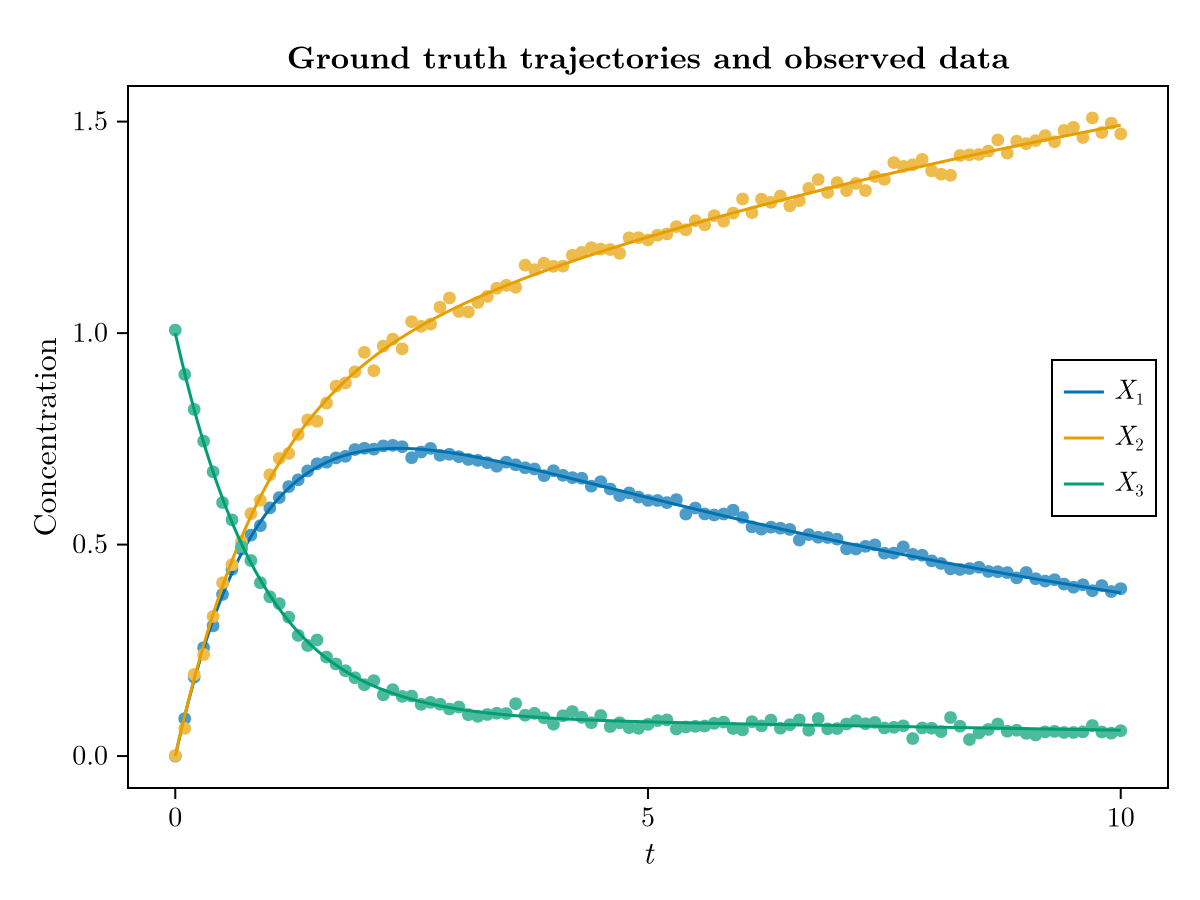 Ground truth trajectories and observed data
Concentration
1.5
1.0
0.5
0.0
X₁
X₂
X₃
0 5 10
t